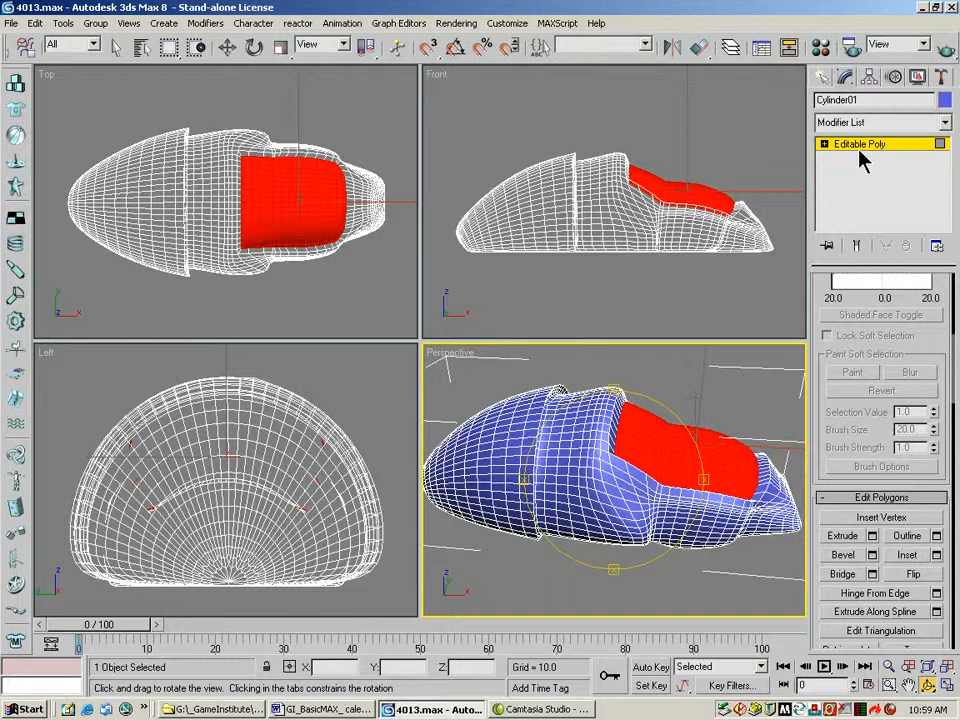 4013.max - Autodesk 3ds Max 8 - Stand-alone License
File Edit Tools Group Views Create Modifiers Character reactor Animation Graph Editors Rendering Customize MAXScript Help
All View View
Top Front
Cylinder01
Modifier List
Editable Poly
20.0 0.0 20.0
Shaded Face Toggle
Lock Soft Selection
Left Perspective
Paint Soft Selection
Paint Blur
Revert
Selection Value 1.0
Brush Size 20.0
Brush Strength 1.0
Brush Options
- Edit Polygons
Insert Vertex
Extrude Outline
Bevel Inset
Bridge Flip
Hinge From Edge
Extrude Along Spline
Edit Triangulation
0 / 100
0 10 20 30 40 50 60 70 80 90 100
1 Object Selected X: Y: Z: Grid = 10.0 Auto Key Selected
Click and drag to rotate the view. Clicking in the tabs constrains the rotation Add Time Tag Set Key Key Filters... 0
Start G:\_GameInstitute\... GI_BasicMAX_ cale... 4013.max - Auto... Camtasia Studio - ... 10:59 AM